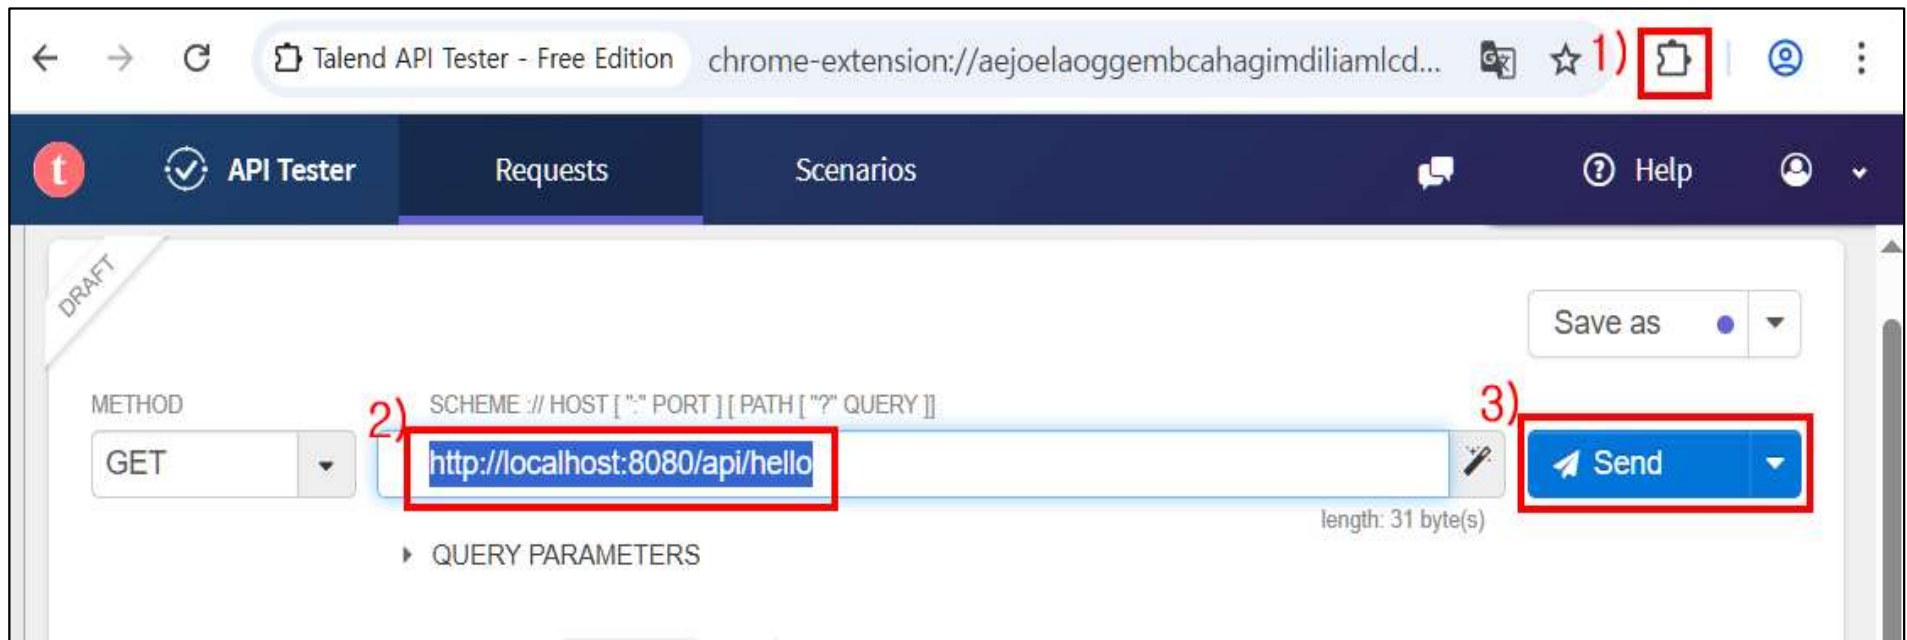 Talend API Tester - Free Edition chrome-extension://aejoelaoggembcahagimdiliamlcd... 1)
t API Tester Requests Scenarios Help
DRAFT
Save as
METHOD SCHEME :// HOST [ ":" PORT ] [ PATH [ "?" QUERY ]]
2) 3)
GET http://localhost:8080/api/hello Send
length: 31 byte(s)
QUERY PARAMETERS